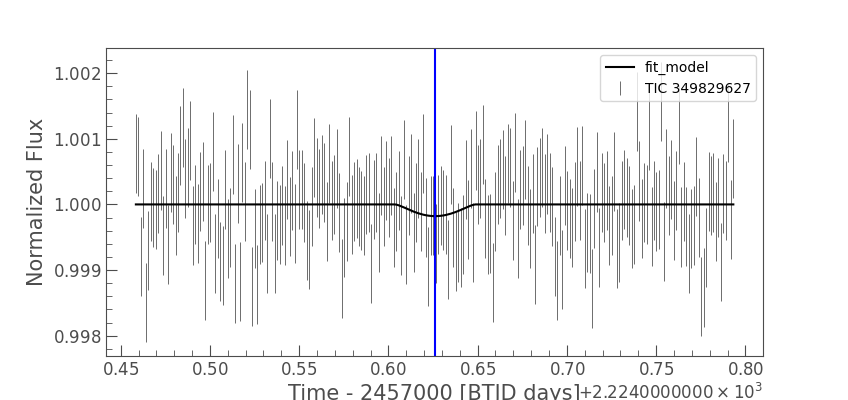 Normalized Flux
1.002
1.001
1.000
0.999
0.998
fit_model
TIC 349829627
0.45 0.50 0.55 0.60 0.65 0.70 0.75 0.80
Time - 2457000 [BTJD days]
+2.2240000000 × 10³